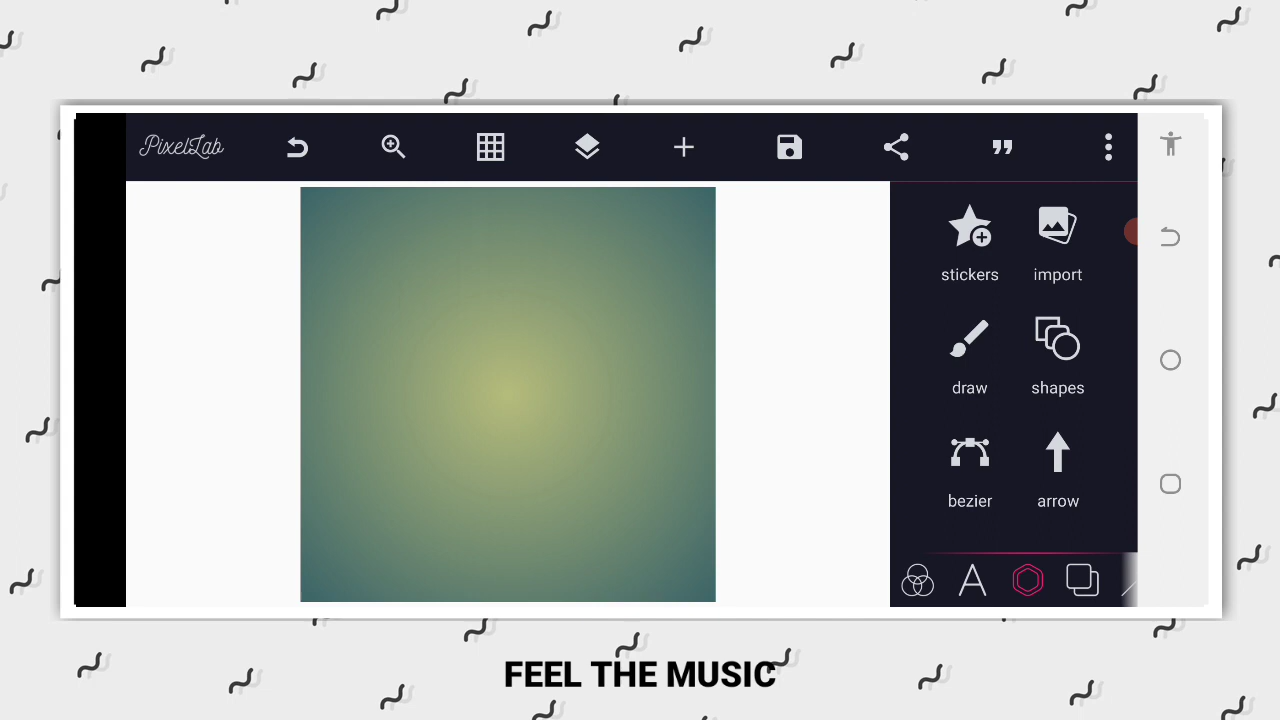 PixelLab
stickers
import
draw
shapes
bezier
arrow
FEEL THE MUSIC